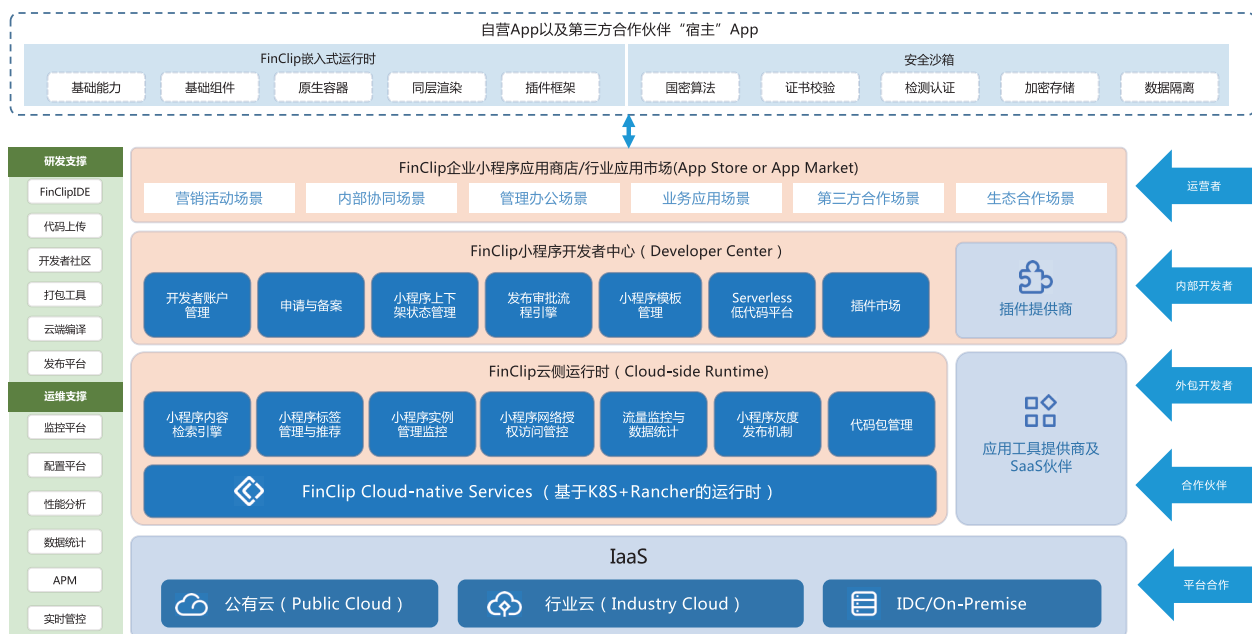 自营App以及第三方合作伙伴“宿主”App
FinClip嵌入式运行时
基础能力
基础组件
原生容器
同层渲染
插件框架
安全沙箱
国密算法
证书校验
检测认证
加密存储
数据隔离
研发支撑
FinClipIDE
代码上传
开发者社区
打包工具
云端编译
发布平台
运维支撑
监控平台
配置平台
性能分析
数据统计
APM
实时管控
FinClip企业小程序应用商店/行业应用市场(App Store or App Market)
营销活动场景
内部协同场景
管理办公场景
业务应用场景
第三方合作场景
生态合作场景
FinClip小程序开发者中心（Developer Center）
开发者账户
管理
申请与备案
小程序上下
架状态管理
发布审批流
程引擎
小程序模板
管理
Serverless
低代码平台
插件市场
插件提供商
FinClip云侧运行时（Cloud-side Runtime)
小程序内容
检索引擎
小程序标签
管理与推荐
小程序实例
管理监控
小程序网络授
权访问管控
流量监控与
数据统计
小程序灰度
发布机制
代码包管理
FinClip Cloud-native Services （基于K8S+Rancher的运行时）
应用工具提供商及
SaaS伙伴
IaaS
公有云（Public Cloud）
行业云（Industry Cloud）
IDC/On-Premise
运营者
内部开发者
外包开发者
合作伙伴
平台合作